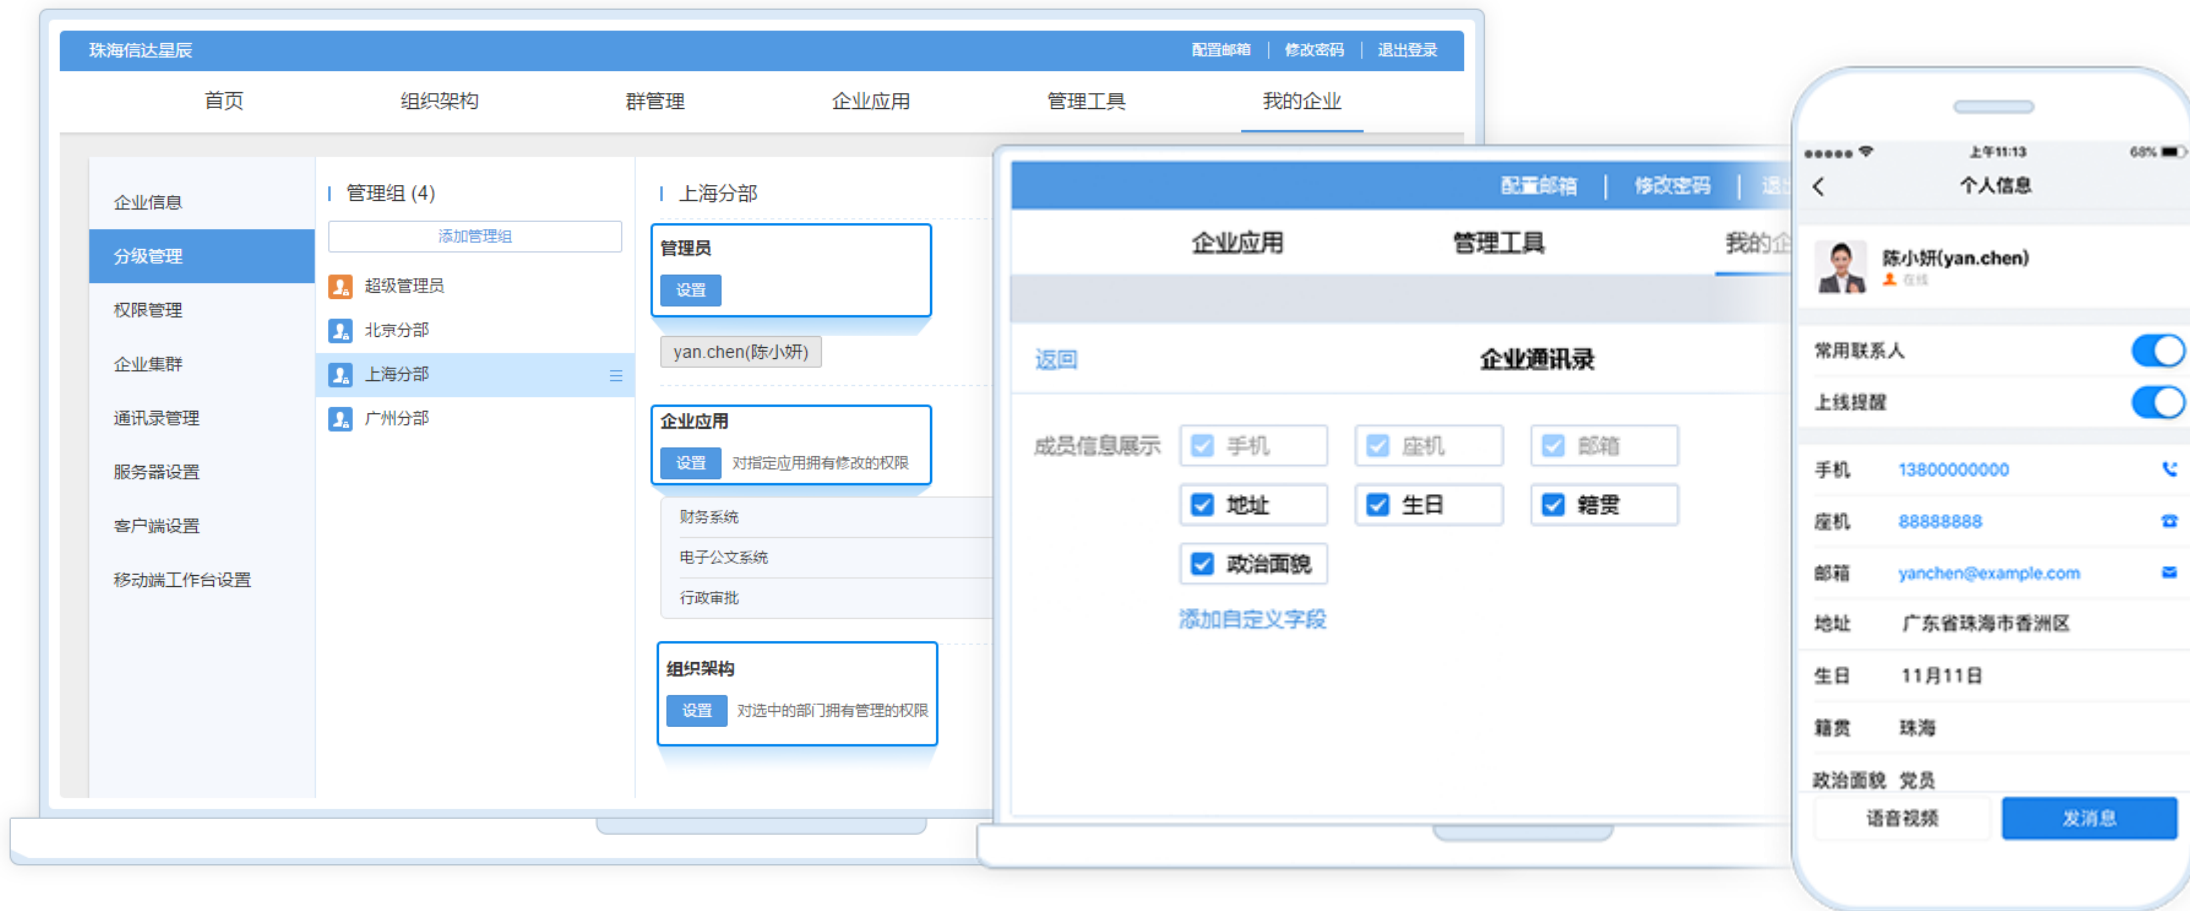 珠海信达星辰
配置邮箱 | 修改密码 | 退出登录
首页 组织架构 群管理 企业应用 管理工具 我的企业
企业信息
分级管理
权限管理
企业集群
通讯录管理
服务器设置
客户端设置
移动端工作台设置
管理组 (4)
添加管理组
超级管理员
北京分部
上海分部
广州分部
上海分部
管理员
设置
yan.chen(陈小妍)
企业应用
设置 对指定应用拥有修改的权限
财务系统
电子公文系统
行政审批
组织架构
设置 对选中的部门拥有管理的权限
配置邮箱 | 修改密码 | 退
企业应用 管理工具 我的企
返回 企业通讯录
成员信息展示 手机 座机 邮箱
地址 生日 籍贯
政治面貌
添加自定义字段
上午11:13 68%
个人信息
陈小妍(yan.chen)
在线
常用联系人
上线提醒
手机 13800000000
座机 88888888
邮箱 yanchen@example.com
地址 广东省珠海市香洲区
生日 11月11日
籍贯 珠海
政治面貌 党员
语音视频 发消息